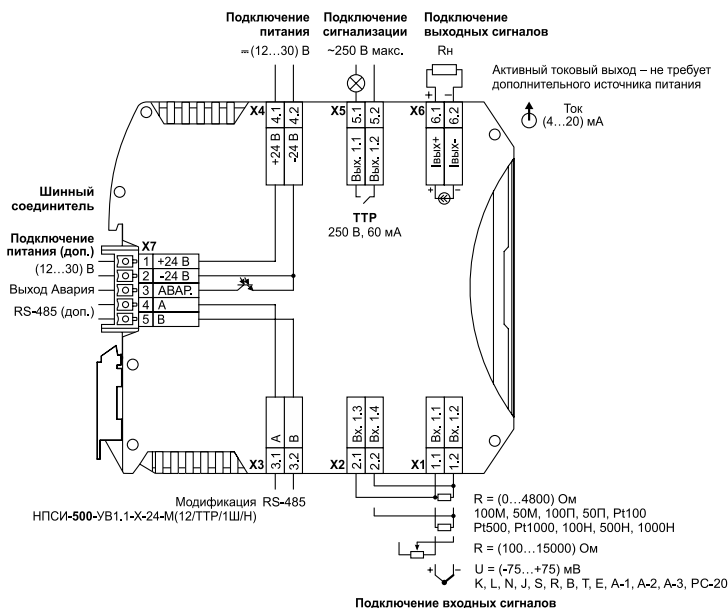 Подключение питания
⎓(12...30) В
Подключение сигнализации
~250 В макс.
Подключение выходных сигналов
Rн
Активный токовый выход – не требует
дополнительного источника питания
Ток
(4...20) мА
X4
4.1
4.2
+24 В
-24 В
X5
5.1
5.2
Вых. 1.1
Вых. 1.2
X6
+ –
6.1
6.2
Iвых+
Iвых-
+ –
ТТР
250 В, 60 мА
Шинный
соединитель
Подключение
питания (доп.)
(12...30) В
Выход Авария
RS-485 (доп.)
X7
1 +24 В
2 -24 В
3 АВАР.
4 A
5 B
X3
A
B
3.1
3.2
X2
Вх. 1.3
Вх. 1.4
2.1
2.2
X1
Вх. 1.1
Вх. 1.2
1.1
1.2
Модификация RS-485
НПСИ-500-УВ1.1-Х-24-М(12/ТТР/1Ш/Н)
R = (0...4800) Ом
100М, 50М, 100П, 50П, Pt100
Pt500, Pt1000, 100Н, 500Н, 1000Н
R = (100...15000) Ом
+ – U = (-75...+75) мВ
K, L, N, J, S, R, B, T, E, A-1, A-2, A-3, PC-20
Подключение входных сигналов